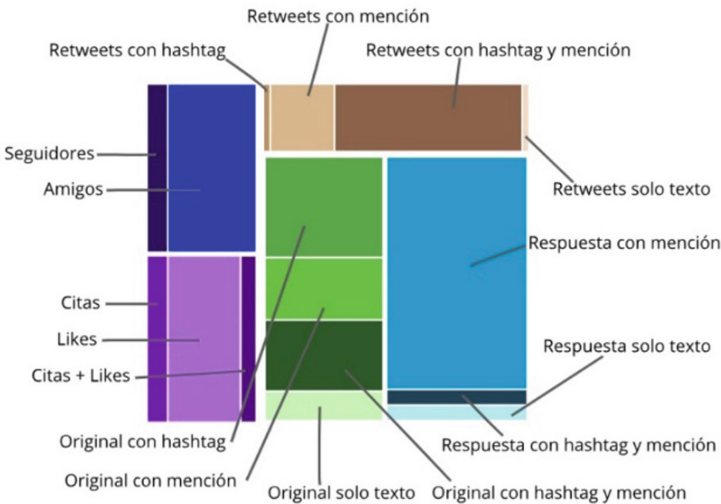 Retweets con mención
Retweets con hashtag
Retweets con hashtag y mención
Seguidores
Amigos
Retweets solo texto
Respuesta con mención
Citas
Likes
Citas + Likes
Respuesta solo texto
Original con hashtag
Respuesta con hashtag y mención
Original con mención
Original solo texto
Original con hashtag y mención